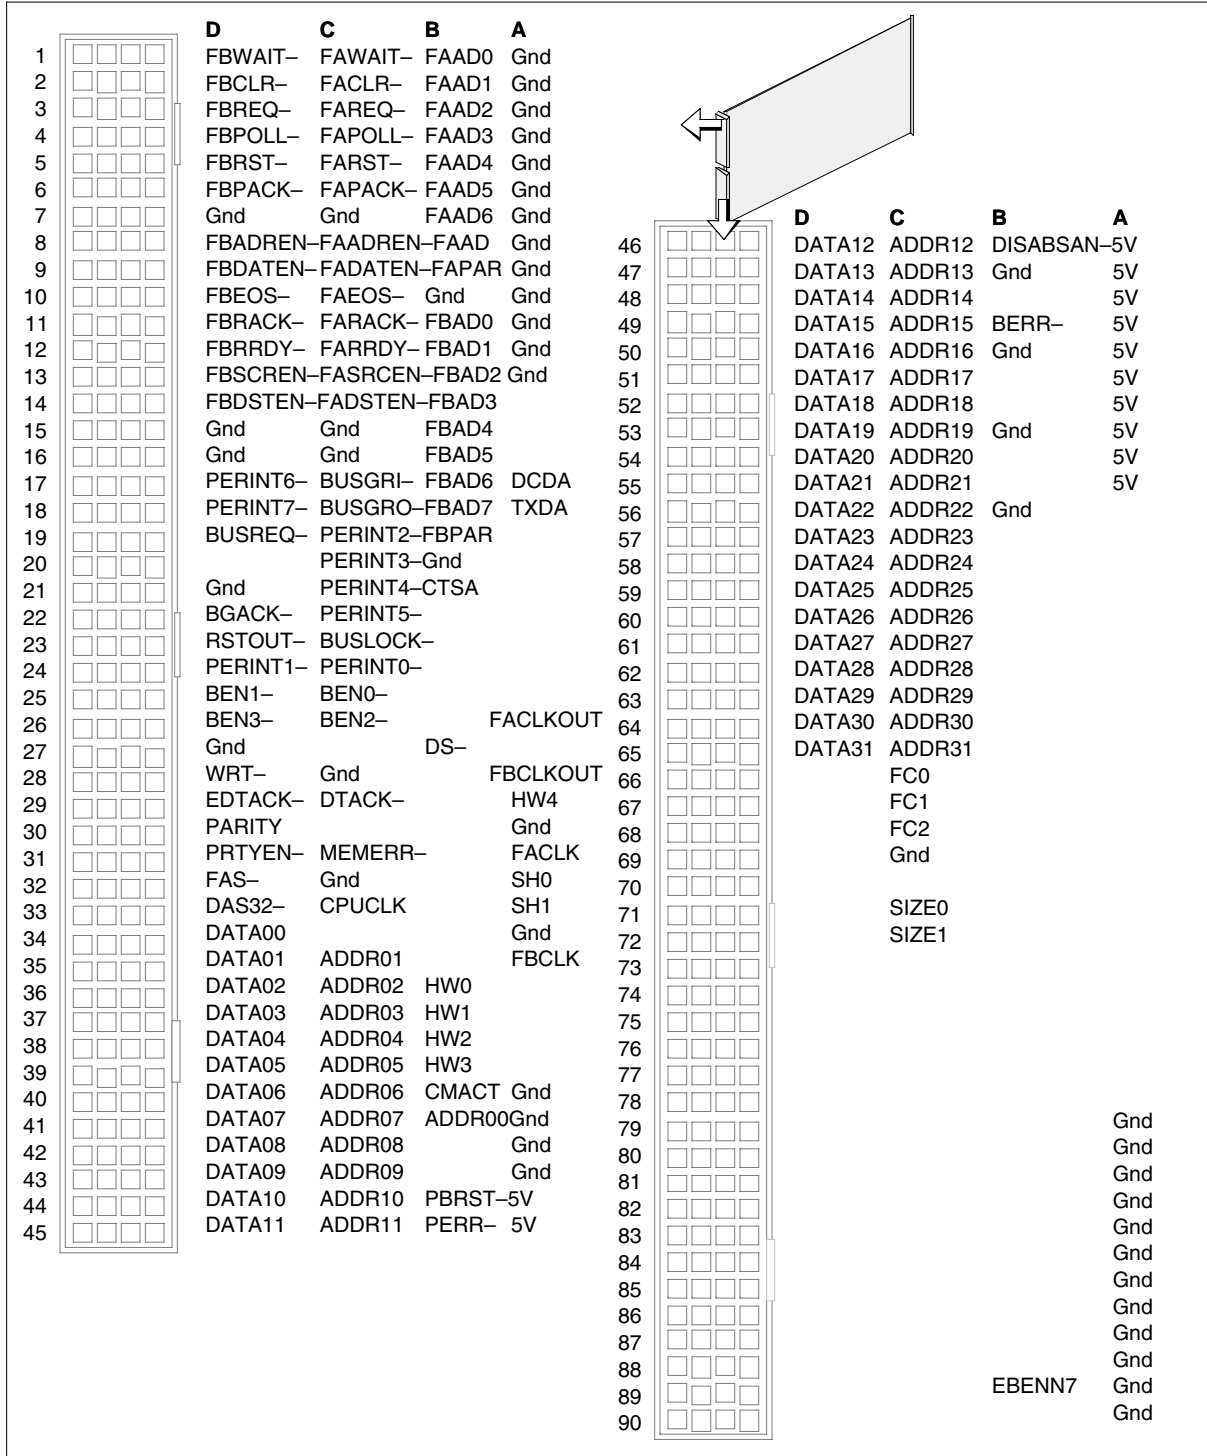 D C B A
1 FBWAIT– FAWAIT– FAAD0 Gnd
2 FBCLR– FACLR– FAAD1 Gnd
3 FBREQ– FAREQ– FAAD2 Gnd
4 FBPOLL– FAPOLL– FAAD3 Gnd
5 FBRST– FARST– FAAD4 Gnd
6 FBPACK– FAPACK– FAAD5 Gnd
7 Gnd Gnd FAAD6 Gnd
8 FBADREN–FAADREN–FAAD Gnd
9 FBDATEN–FADATEN–FAPAR Gnd
10 FBEOS– FAEOS– Gnd Gnd
11 FBRACK– FARACK– FBAD0 Gnd
12 FBRRDY– FARRDY– FBAD1 Gnd
13 FBSCREN–FASRCEN–FBAD2 Gnd
14 FBDSTEN–FADSTEN–FBAD3
15 Gnd Gnd FBAD4
16 Gnd Gnd FBAD5
17 PERINT6– BUSGRI– FBAD6 DCDA
18 PERINT7– BUSGRO–FBAD7 TXDA
19 BUSREQ– PERINT2–FBPAR
20 PERINT3–Gnd
21 Gnd PERINT4–CTSA
22 BGACK– PERINT5–
23 RSTOUT– BUSLOCK–
24 PERINT1– PERINT0–
25 BEN1– BEN0–
26 BEN3– BEN2– FACLKOUT
27 Gnd DS–
28 WRT– Gnd FBCLKOUT
29 EDTACK– DTACK– HW4
30 PARITY Gnd
31 PRTYEN– MEMERR– FACLK
32 FAS– Gnd SH0
33 DAS32– CPUCLK SH1
34 DATA00 Gnd
35 DATA01 ADDR01 FBCLK
36 DATA02 ADDR02 HW0
37 DATA03 ADDR03 HW1
38 DATA04 ADDR04 HW2
39 DATA05 ADDR05 HW3
40 DATA06 ADDR06 CMACT Gnd
41 DATA07 ADDR07 ADDR00Gnd
42 DATA08 ADDR08 Gnd
43 DATA09 ADDR09 Gnd
44 DATA10 ADDR10 PBRST–5V
45 DATA11 ADDR11 PERR– 5V
D C B A
46 DATA12 ADDR12 DISABSAN–5V
47 DATA13 ADDR13 Gnd 5V
48 DATA14 ADDR14 5V
49 DATA15 ADDR15 BERR– 5V
50 DATA16 ADDR16 Gnd 5V
51 DATA17 ADDR17 5V
52 DATA18 ADDR18 5V
53 DATA19 ADDR19 Gnd 5V
54 DATA20 ADDR20 5V
55 DATA21 ADDR21 5V
56 DATA22 ADDR22 Gnd
57 DATA23 ADDR23
58 DATA24 ADDR24
59 DATA25 ADDR25
60 DATA26 ADDR26
61 DATA27 ADDR27
62 DATA28 ADDR28
63 DATA29 ADDR29
64 DATA30 ADDR30
65 DATA31 ADDR31
66 FC0
67 FC1
68 FC2
69 Gnd
70
71 SIZE0
72 SIZE1
73
74
75
76
77
78
79 Gnd
80 Gnd
81 Gnd
82 Gnd
83 Gnd
84 Gnd
85 Gnd
86 Gnd
87 Gnd
88 Gnd
89 EBENN7 Gnd
90 Gnd